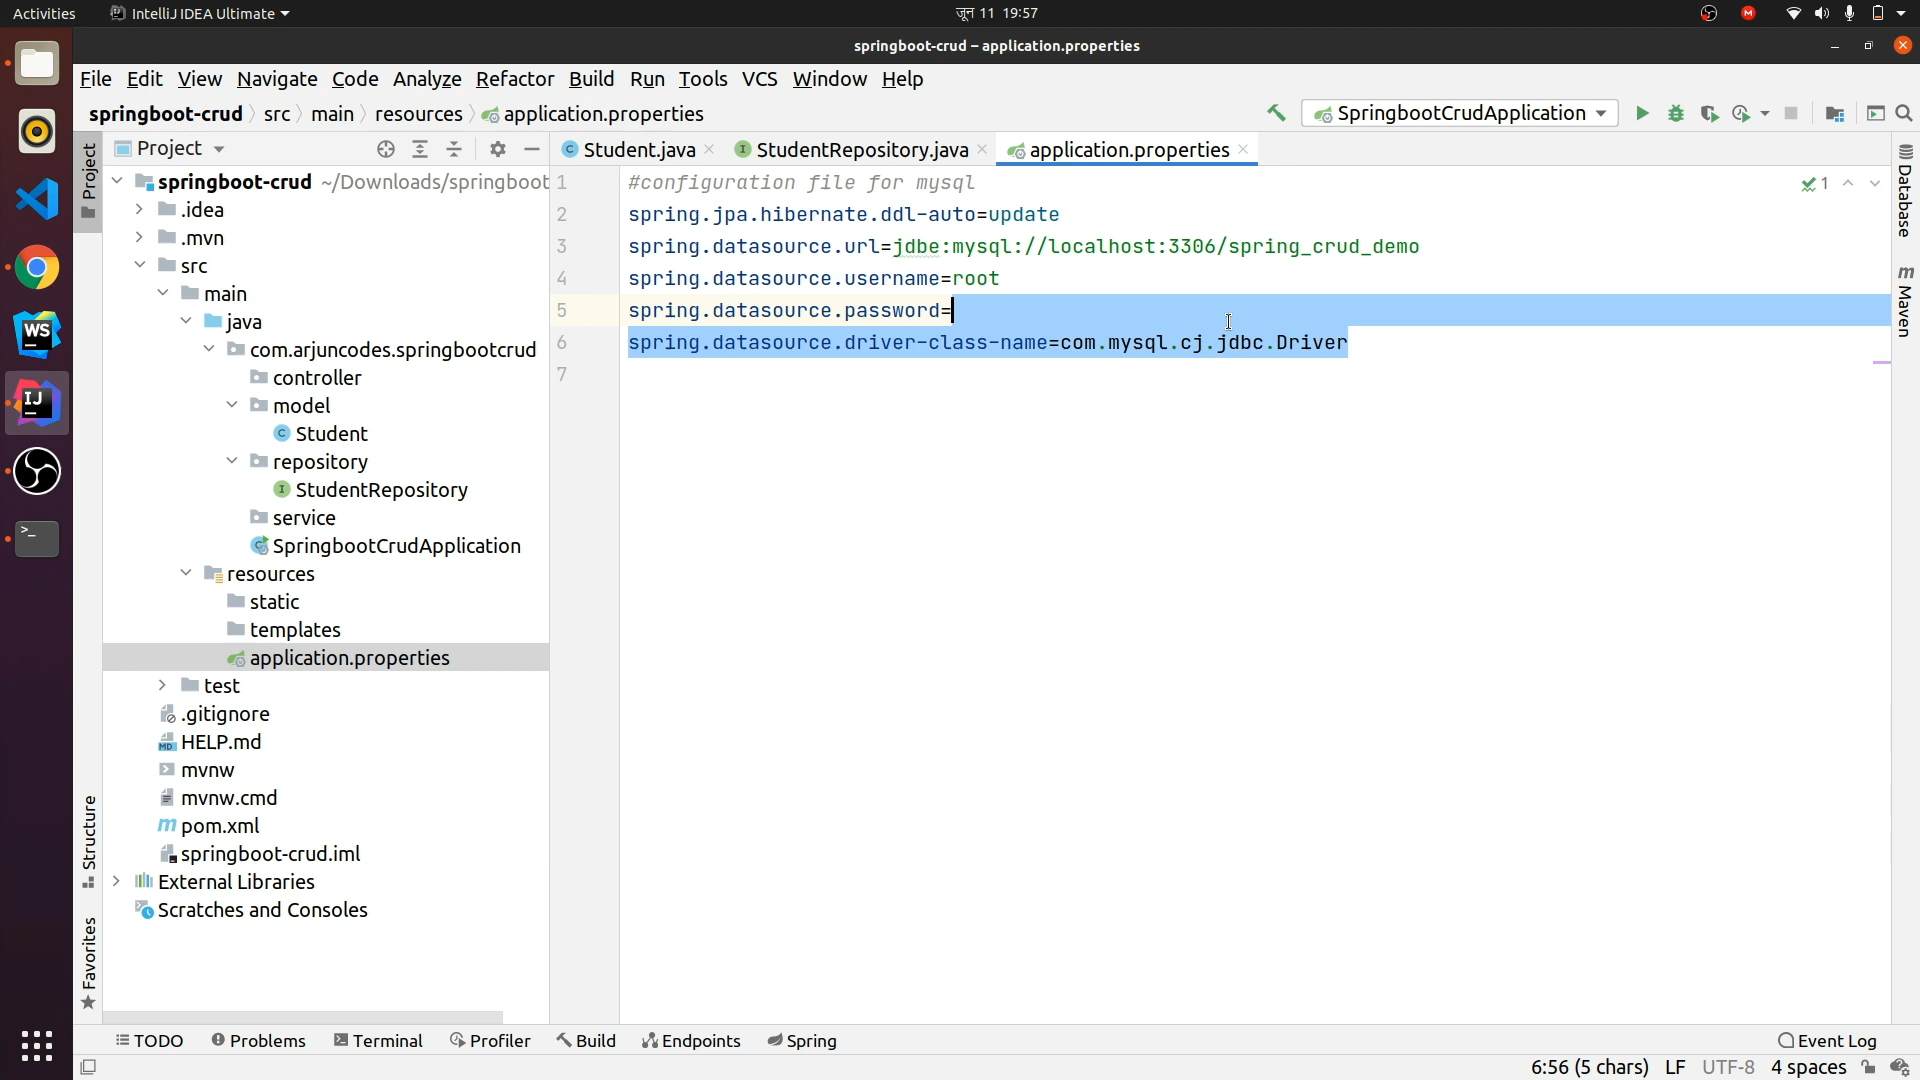 Activities
IntelliJ IDEA Ultimate
जून 11 19:57
springboot-crud – application.properties
File Edit View Navigate Code Analyze Refactor Build Run Tools VCS Window Help
springboot-crud src main resources application.properties
SpringbootCrudApplication
Project
Project
Student.java
StudentRepository.java
application.properties
springboot-crud ~/Downloads/springboot
.idea
.mvn
src
main
java
com.arjuncodes.springbootcrud
controller
model
C Student
repository
I StudentRepository
service
SpringbootCrudApplication
resources
static
templates
application.properties
test
.gitignore
HELP.md
mvnw
mvnw.cmd
m pom.xml
springboot-crud.iml
External Libraries
Scratches and Consoles
1 #configuration file for mysql
2 spring.jpa.hibernate.ddl-auto=update
3 spring.datasource.url=jdbe:mysql://localhost:3306/spring_crud_demo
4 spring.datasource.username=root
5 spring.datasource.password=
6 spring.datasource.driver-class-name=com.mysql.cj.jdbc.Driver
7
1
Database
m Maven
Structure
Favorites
WS
IJ
TODO Problems Terminal Profiler Build Endpoints Spring
Event Log
6:56 (5 chars) LF UTF-8 4 spaces